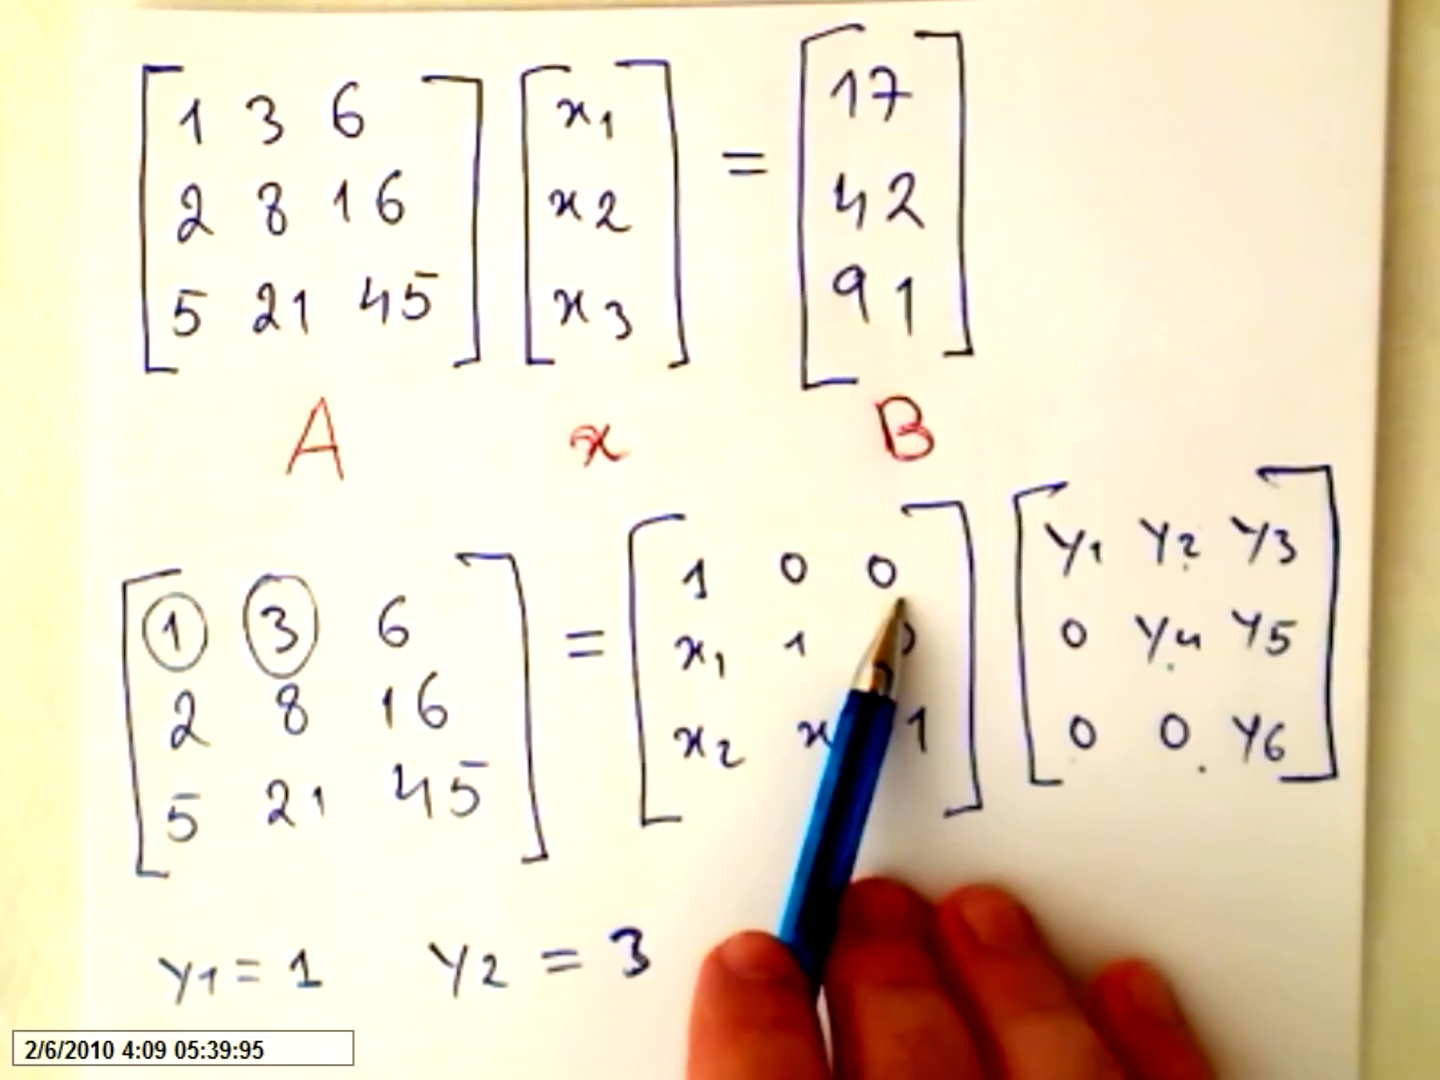 1 3 6 x1 = 17
2 8 16 x2 42
5 21 45 x3 91
A x B
1 3 6 = 1 0 0 y1 y2 y3
2 8 16 x1 1 0 y4 y5
5 21 45 x2 x 1 0 0 y6
y1 = 1 y2 = 3
2/6/2010 4:09 05:39:95